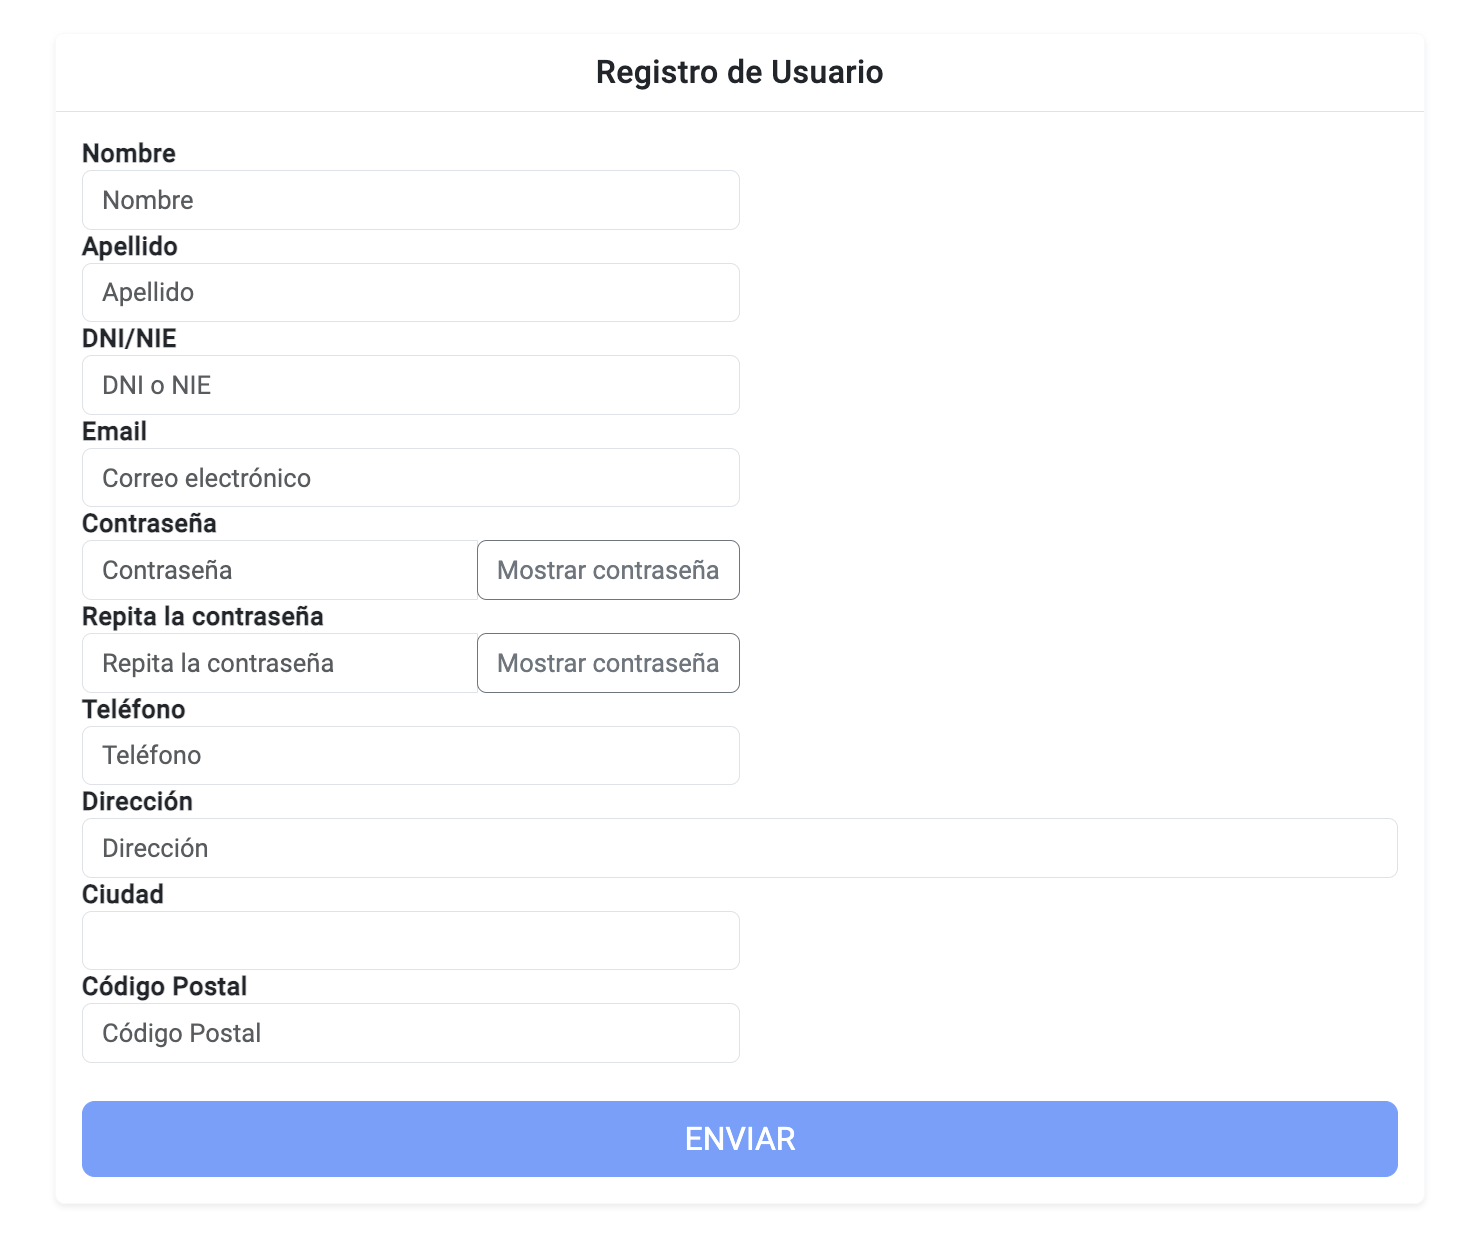 Registro de Usuario
Nombre
Nombre
Apellido
Apellido
DNI/NIE
DNI o NIE
Email
Correo electrónico
Contraseña
Contraseña Mostrar contraseña
Repita la contraseña
Repita la contraseña Mostrar contraseña
Teléfono
Teléfono
Dirección
Dirección
Ciudad
Código Postal
Código Postal
ENVIAR